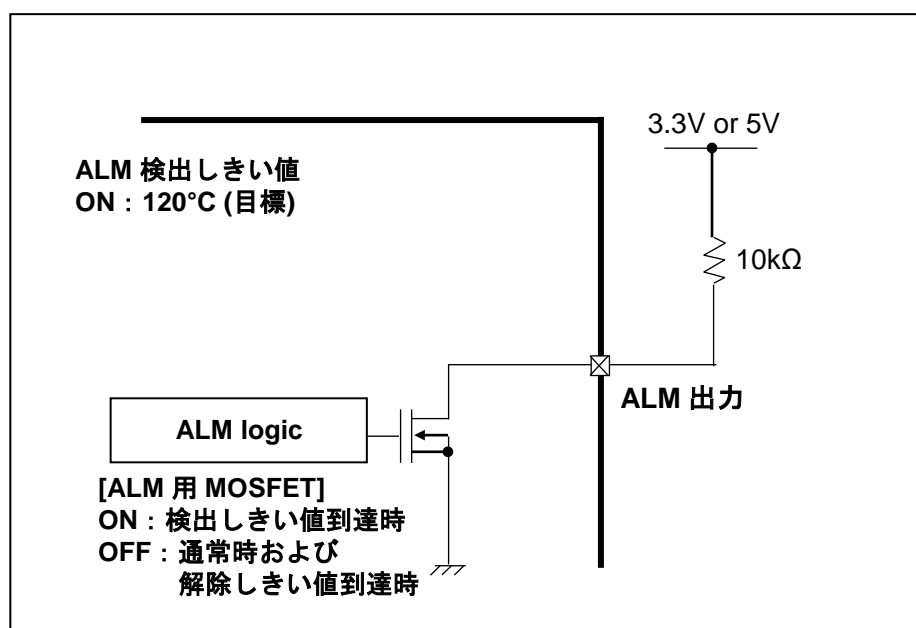 3.3V or 5V
ALM 検出しきい値
ON：120°C (目標)
10kΩ
ALM 出力
ALM logic
[ALM 用 MOSFET]
ON：検出しきい値到達時
OFF：通常時および
解除しきい値到達時